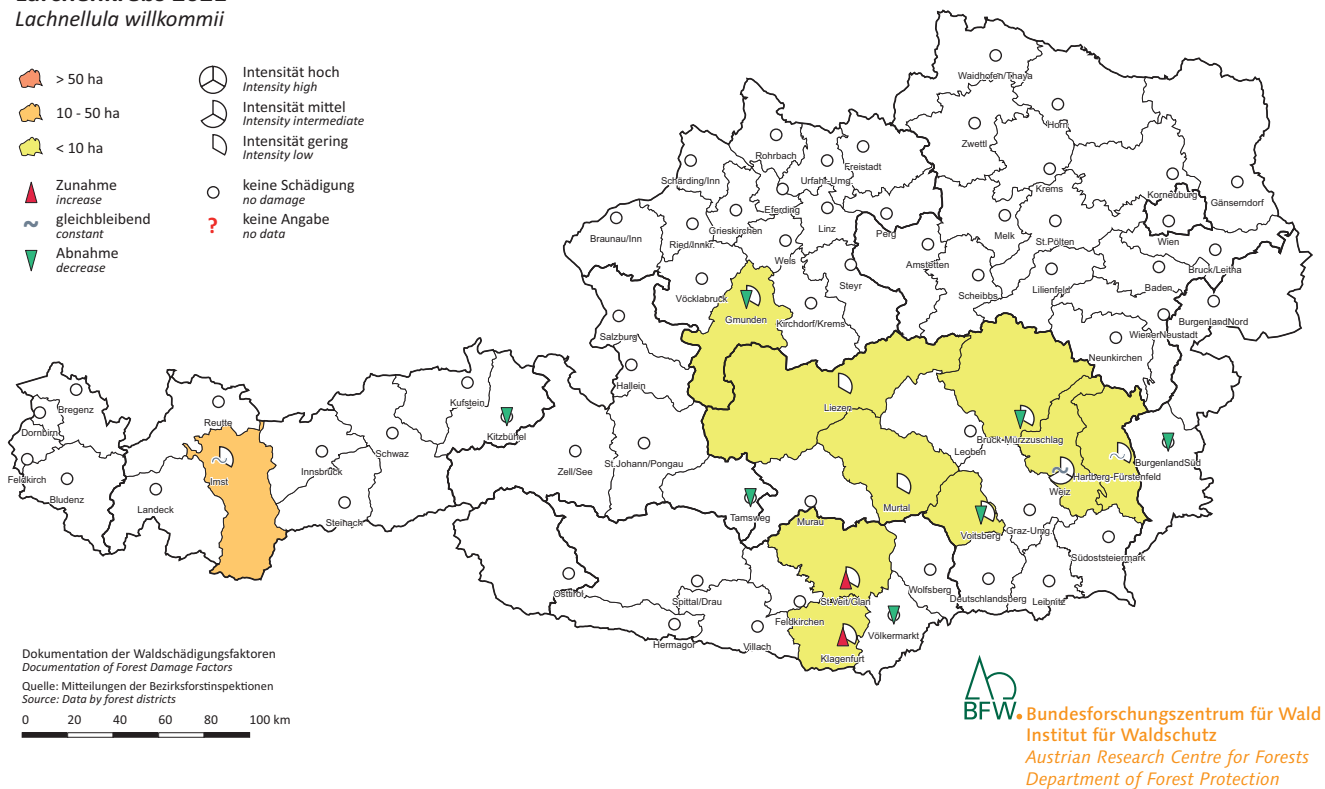 Lachnellula willkommii
> 50 ha
10 - 50 ha
< 10 ha
Zunahme
increase
~ gleichbleibend
constant
Abnahme
decrease
Intensität hoch
Intensity high
Intensität mittel
Intensity intermediate
Intensität gering
Intensity low
keine Schädigung
no damage
? keine Angabe
no data
Waidhofen/Thaya
Horn
Zwettl
Rohrbach
Freistadt
Schärding/Inn
Urfahr-Umg.
Krems
Korneuburg
Gänserndorf
Eferding
Grieskirchen
Linz
Perg
Melk
St.Pölten
Wien
Braunau/Inn
Ried/Innkr.
Wels
Amstetten
Bruck/Leitha
Steyr
Scheibbs
Lilienfeld
Baden
Vöcklabruck
Gmunden
Kirchdorf/Krems
BurgenlandNord
Salzburg
WienerNeustadt
Neunkirchen
Hallein
Kufstein
Liezen
Bregenz
Reutte
Dornbirn
Kitzbühel
Bruck-Mürzzuschlag
Schwaz
Leoben
BurgenlandSüd
Zell/See
St.Johann/Pongau
Innsbruck
Hartberg-Fürstenfeld
Feldkirch
Imst
Weiz
Bludenz
Landeck
Steinach
Tamsweg
Murau
Murtal
Voitsberg
Graz-Umg.
Südoststeiermark
Osttirol
Spittal/Drau
St.Veit/Glan
Wolfsberg
Deutschlandsberg
Leibnitz
Feldkirchen
Völkermarkt
Hermagor
Villach
Klagenfurt
Dokumentation der Waldschädigungsfaktoren
Documentation of Forest Damage Factors
Quelle: Mitteilungen der Bezirksforstinspektionen
Source: Data by forest districts
0 20 40 60 80 100 km
BFW.
Bundesforschungszentrum für Wald
Institut für Waldschutz
Austrian Research Centre for Forests
Department of Forest Protection